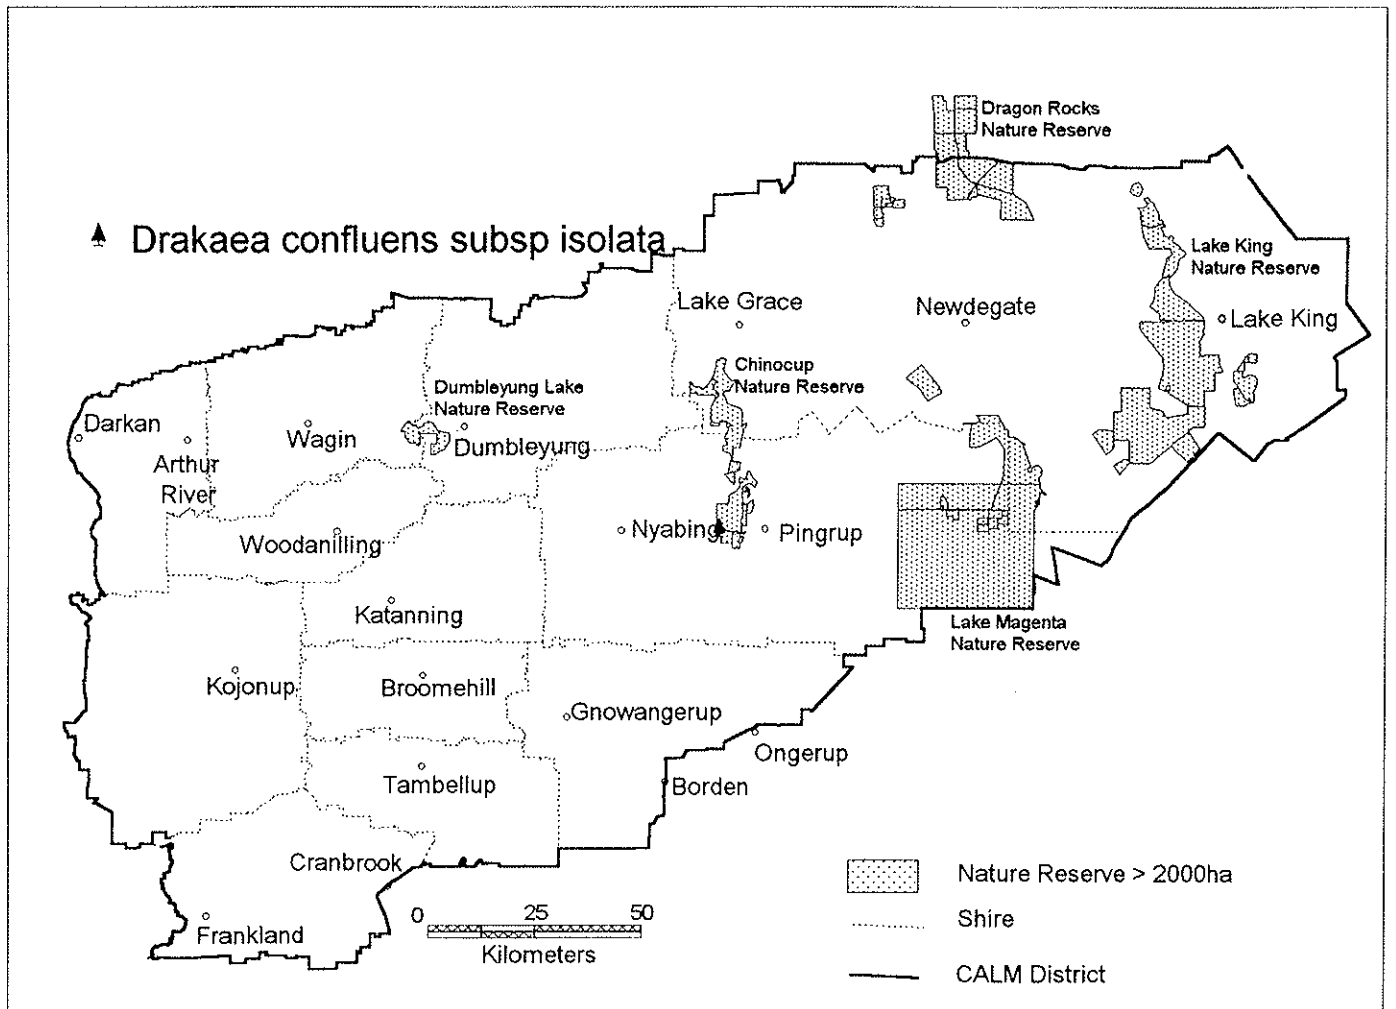 Dragon Rocks
Nature Reserve
Drakaea confluens subsp isolata
Lake King
Nature Reserve
Lake Grace
Newdegate
Lake King
Chinocup
Nature Reserve
Dumbleyung Lake
Nature Reserve
Darkan
Wagin
Dumbleyung
Arthur
River
Nyabing
Pingrup
Woodanilling
Katanning
Lake Magenta
Nature Reserve
Kojonup
Broomehill
Gnowangerup
Ongerup
Tambellup
Borden
Cranbrook
Nature Reserve > 2000ha
0 25 50
Shire
Frankland
Kilometers
CALM District